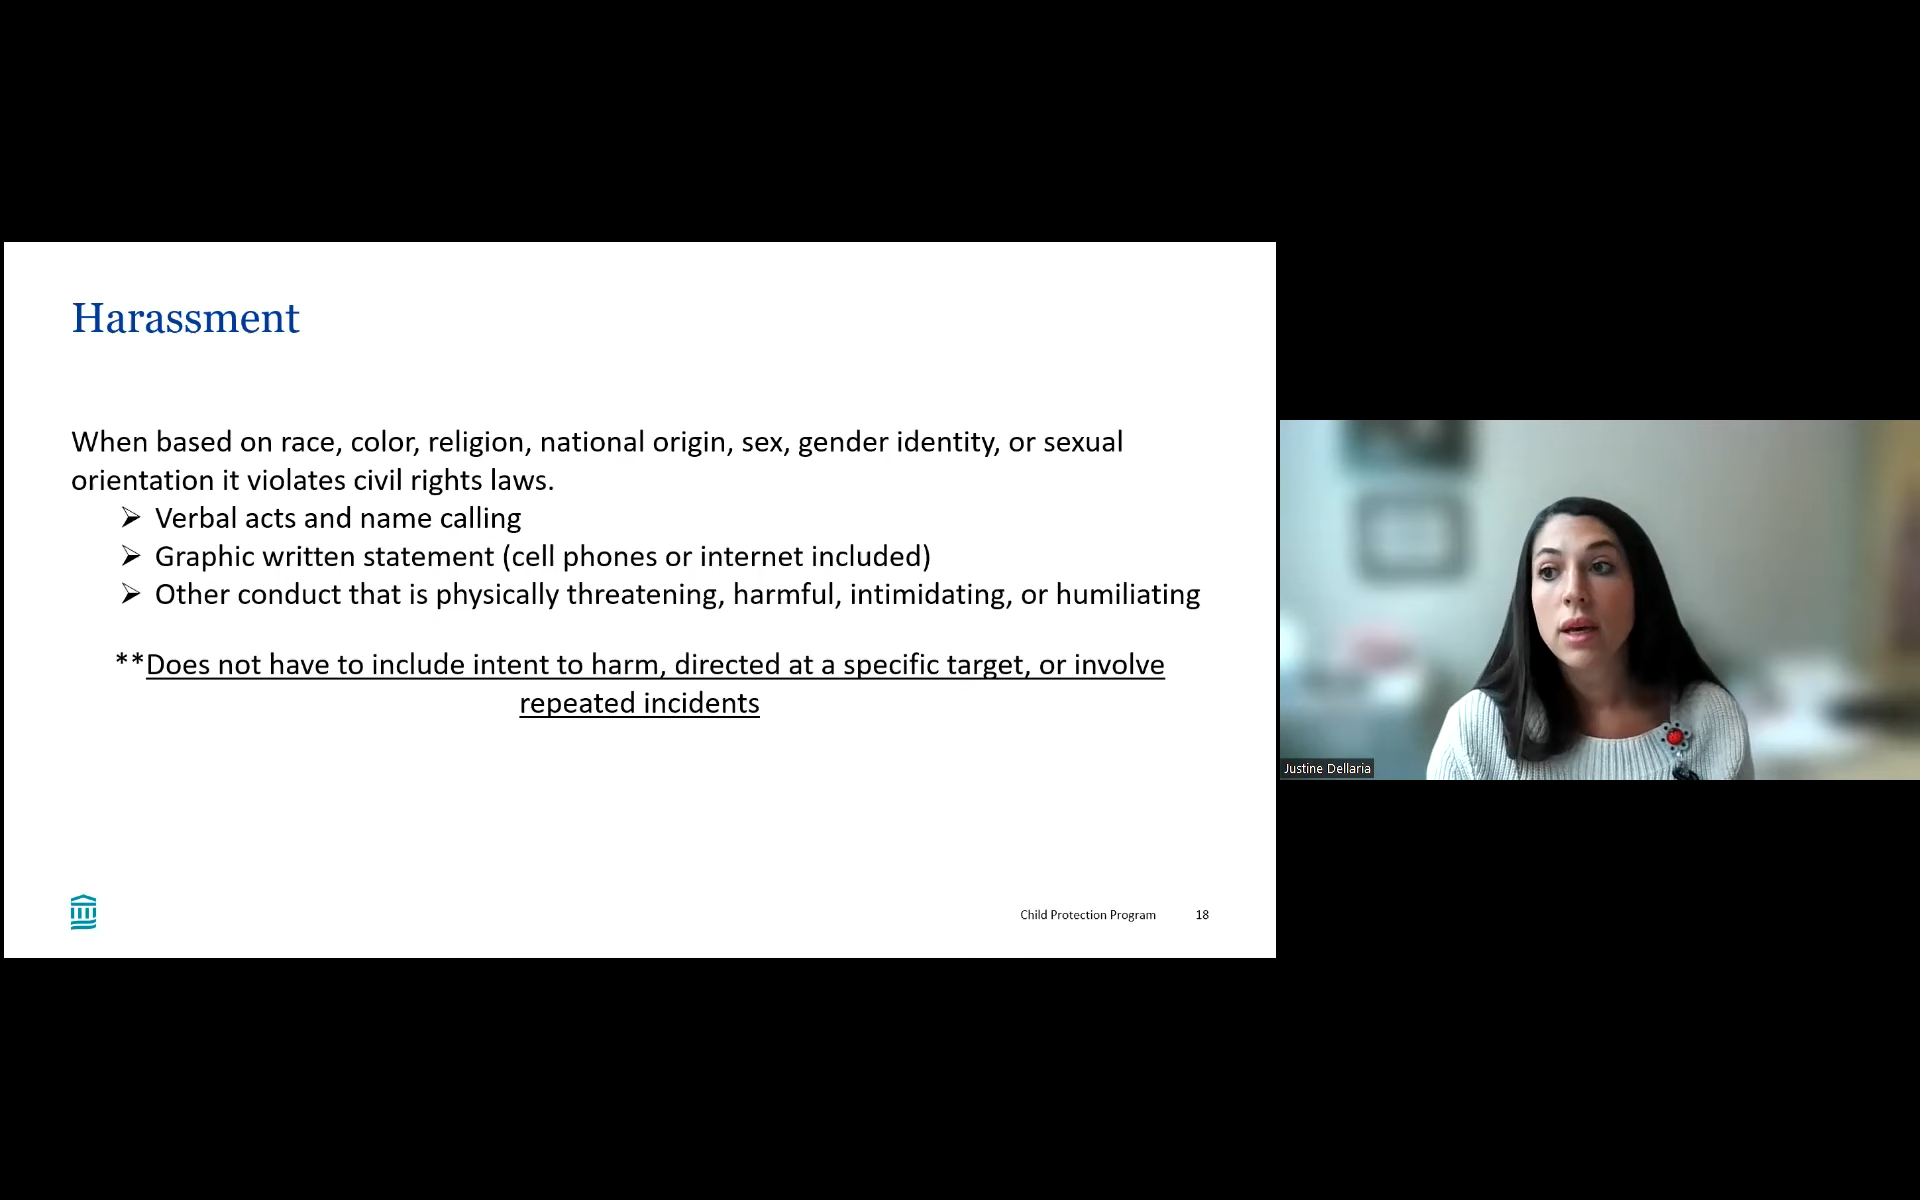 Harassment
When based on race, color, religion, national origin, sex, gender identity, or sexual
orientation it violates civil rights laws.
➢ Verbal acts and name calling
➢ Graphic written statement (cell phones or internet included)
➢ Other conduct that is physically threatening, harmful, intimidating, or humiliating
**Does not have to include intent to harm, directed at a specific target, or involve
repeated incidents
Child Protection Program 18
Justine Dellaria